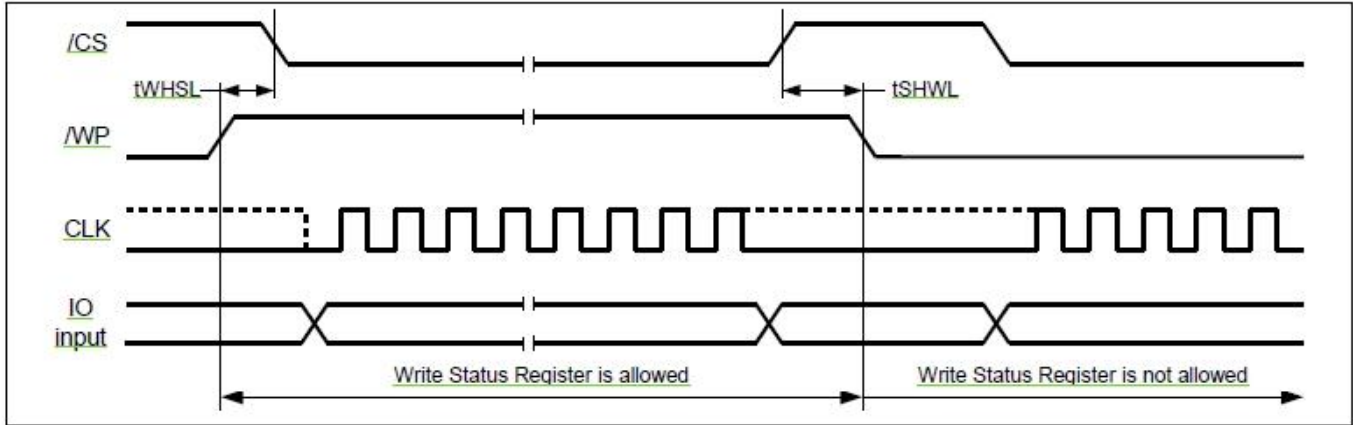 /CS
tWHSL
tSHWL
/WP
CLK
IO
input
Write Status Register is allowed
Write Status Register is not allowed